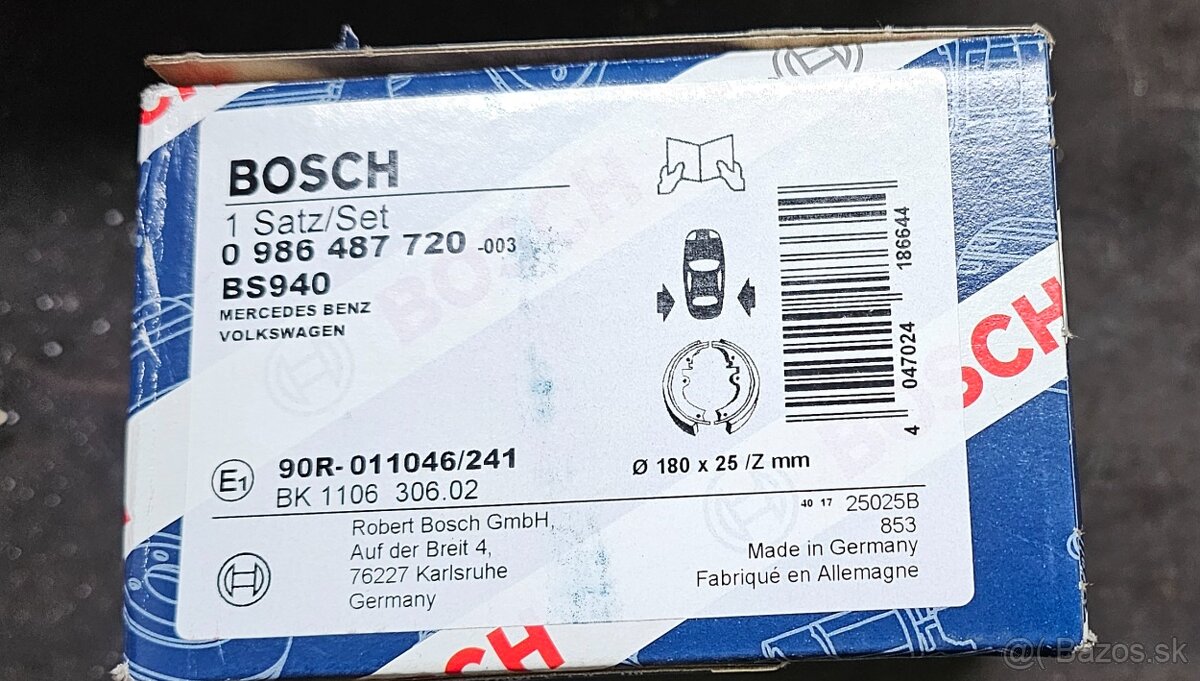 BOSCH
1 Satz/Set
0 986 487 720 -003
BS940
MERCEDES BENZ
VOLKSWAGEN
4 047024 186644
E1 90R-011046/241
BK 1106 306.02
Ø 180 x 25 /Z mm
Robert Bosch GmbH,
Auf der Breit 4,
76227 Karlsruhe
Germany
40 17 25025B
853
Made in Germany
Fabriqué en Allemagne
BOSCH
BOSCH
Bazos.sk